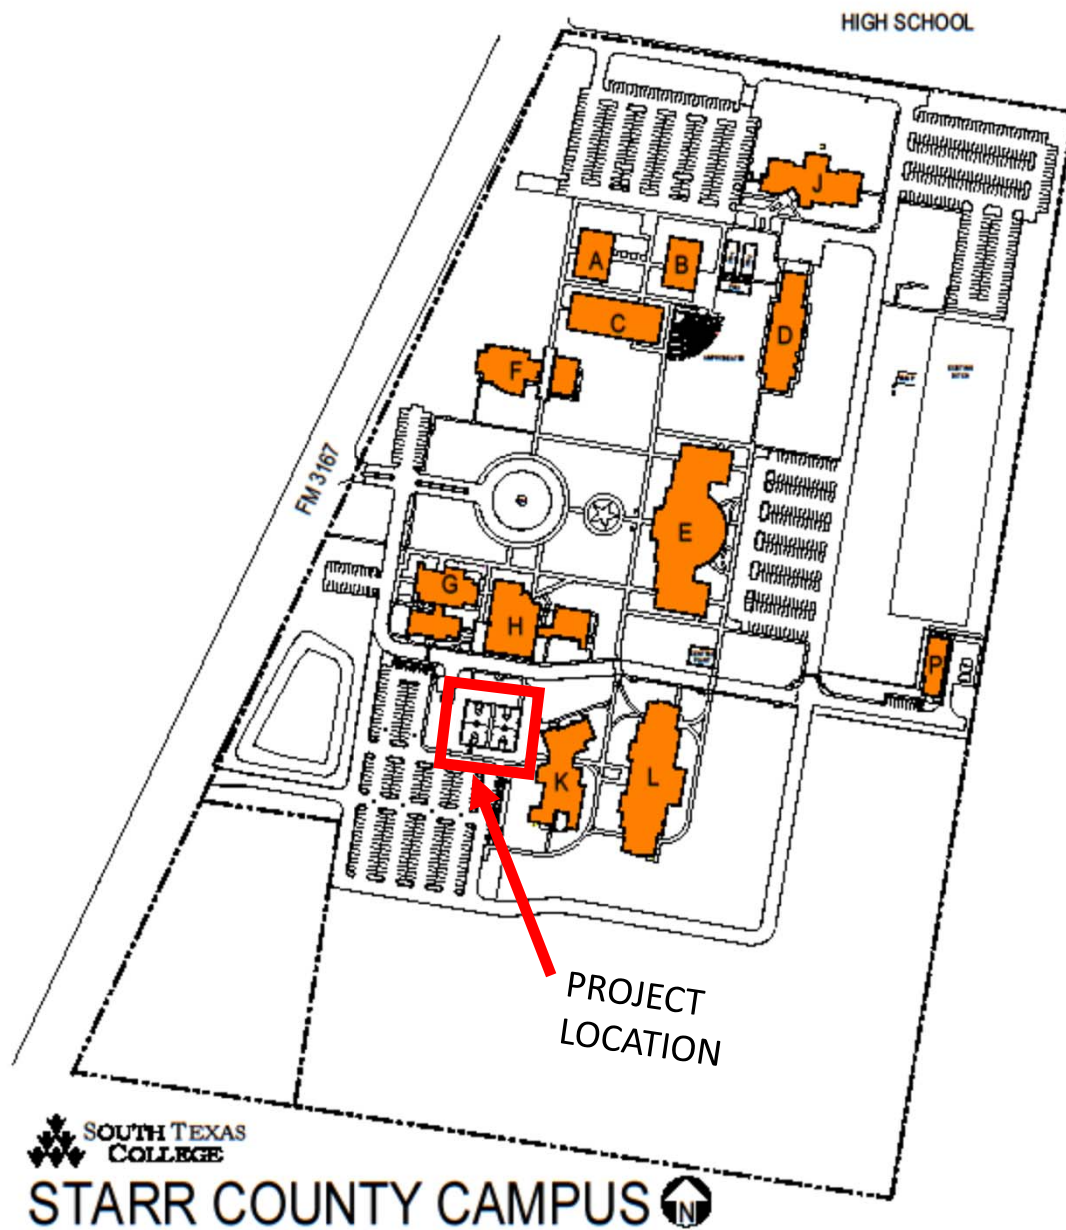 HIGH SCHOOL
J
A
B
C
D
F
FM 3167
E
G
H
P
K
L
PROJECT
LOCATION
SOUTH TEXAS
COLLEGE
STARR COUNTY CAMPUS
N